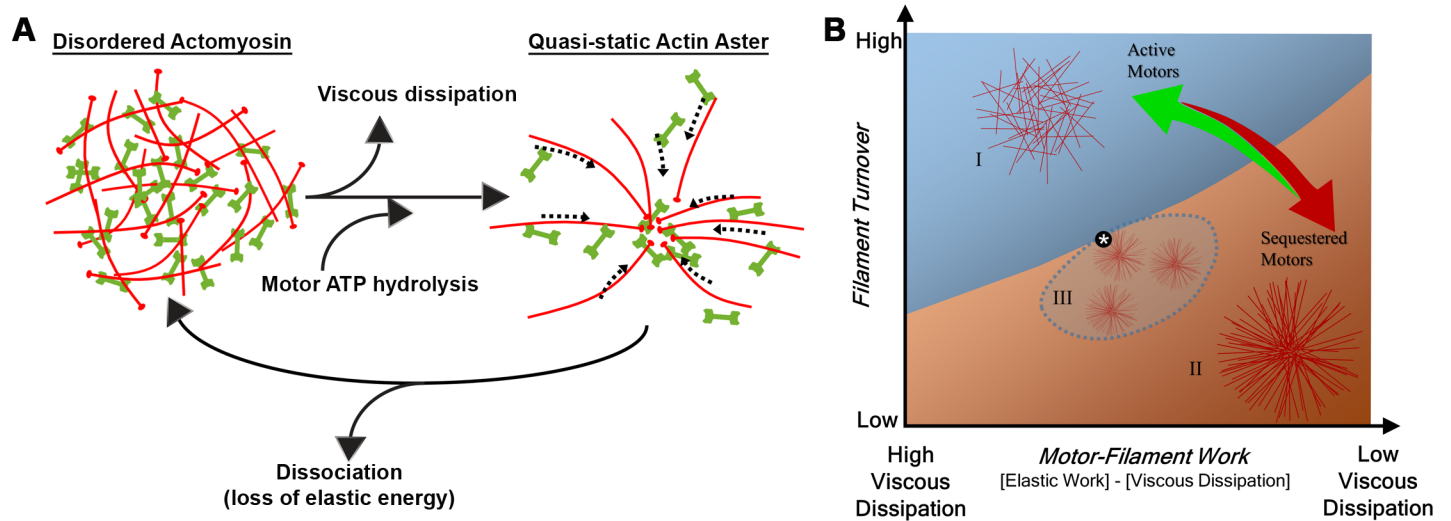 A
Disordered Actomyosin
Quasi-static Actin Aster
Viscous dissipation
Motor ATP hydrolysis
Dissociation
(loss of elastic energy)
B
High
Filament Turnover
Low
Active
Motors
I
Sequestered
Motors
III
*
II
High
Viscous
Dissipation
Motor-Filament Work
[Elastic Work] - [Viscous Dissipation]
Low
Viscous
Dissipation